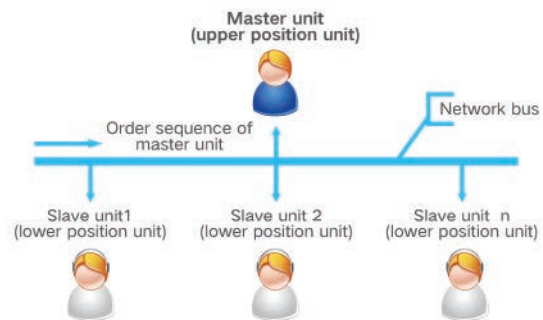 Master unit
(upper position unit)
Network bus
Order sequence of
master unit
Slave unit1
(lower position unit)
Slave unit 2
(lower position unit)
Slave unit n
(lower position unit)